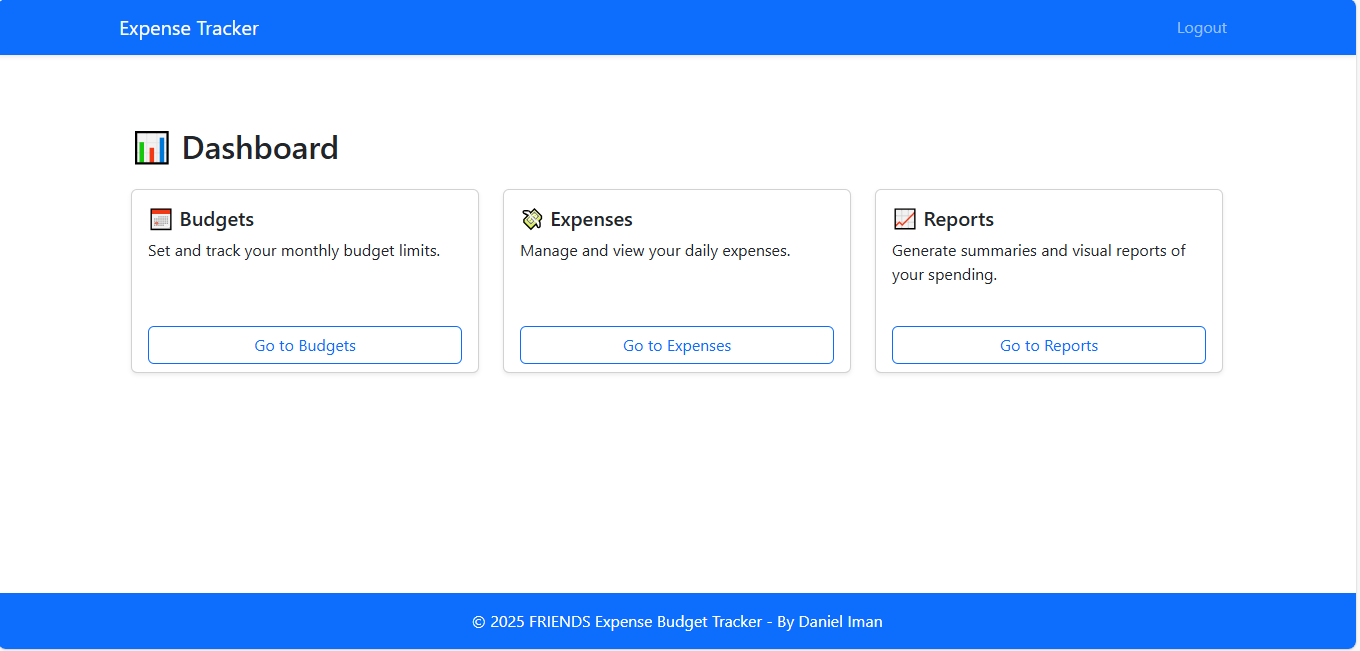 Expense Tracker
Logout
Dashboard
Budgets
Set and track your monthly budget limits.
Go to Budgets
Expenses
Manage and view your daily expenses.
Go to Expenses
Reports
Generate summaries and visual reports of
your spending.
Go to Reports
© 2025 FRIENDS Expense Budget Tracker - By Daniel Iman